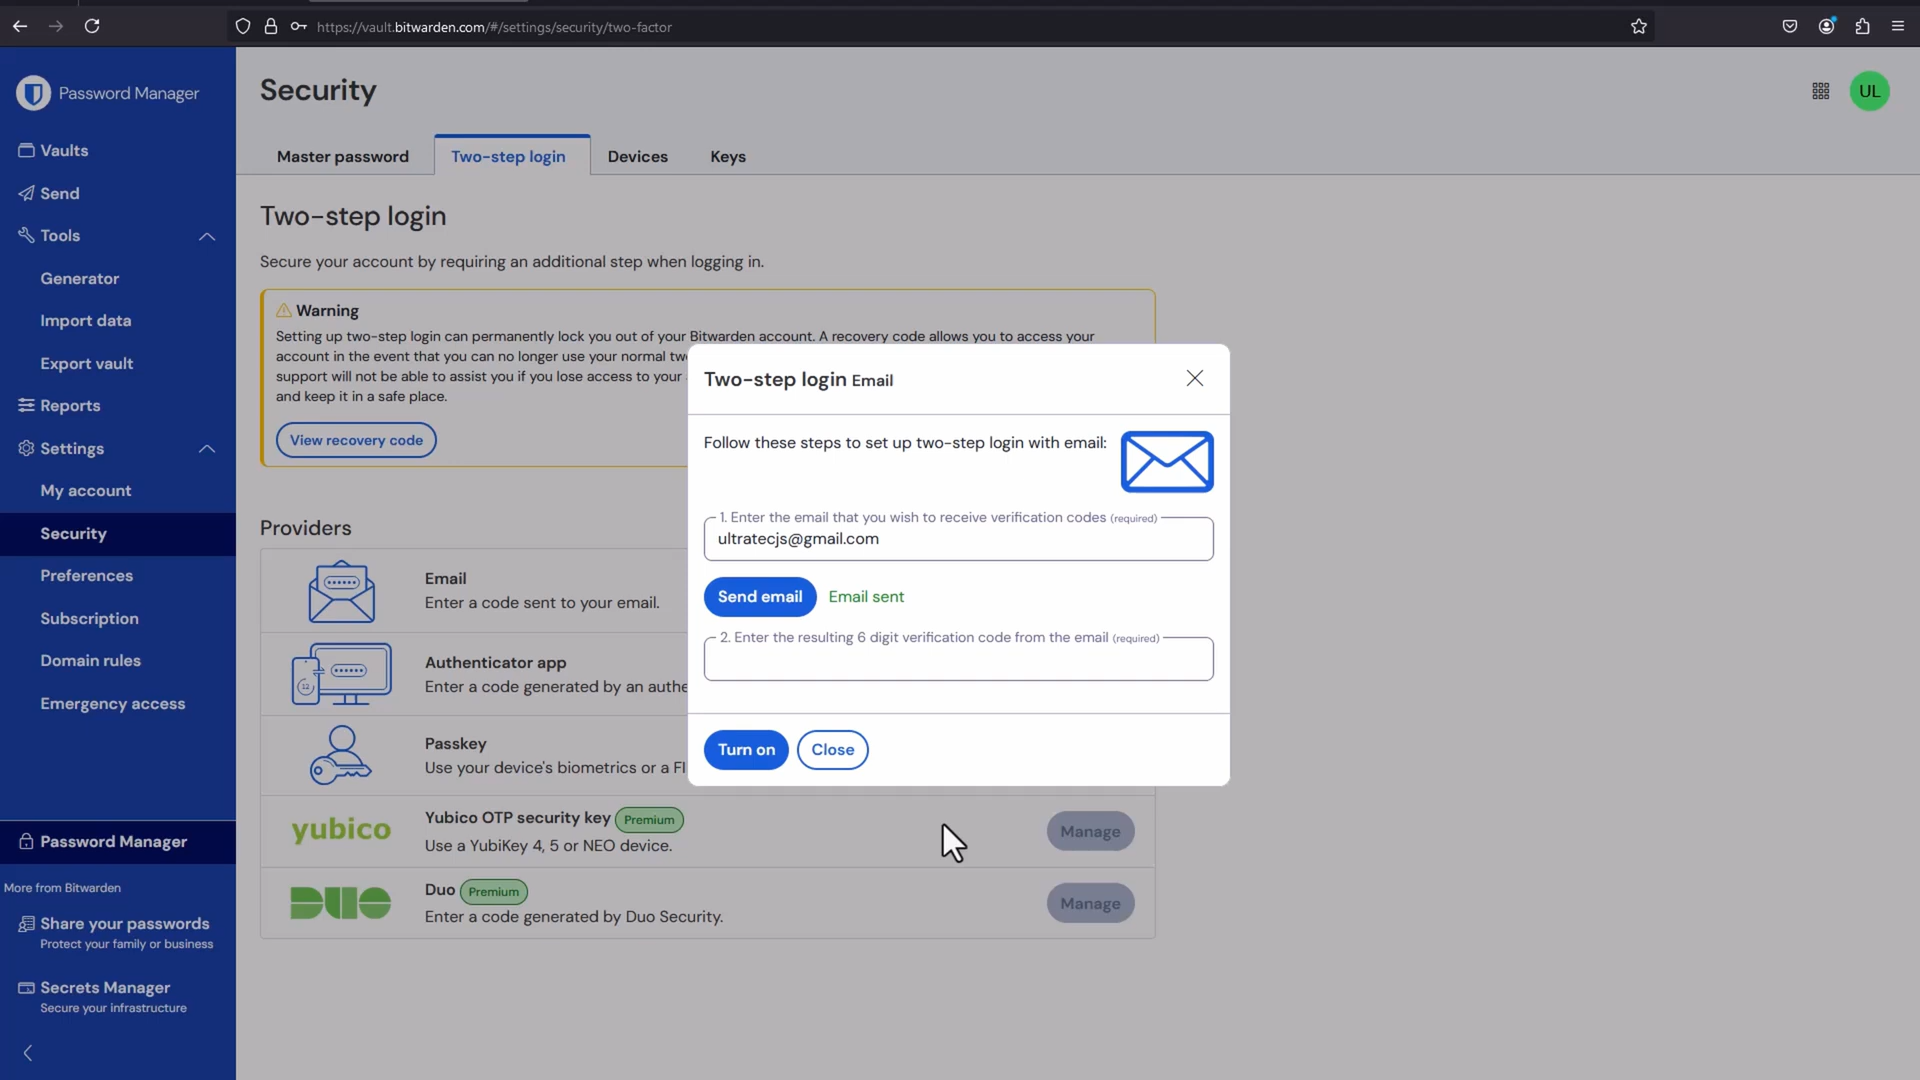 https://vault.bitwarden.com/#/settings/security/two-factor
Password Manager
Vaults
Send
Tools
Generator
Import data
Export vault
Reports
Settings
My account
Security
Preferences
Subscription
Domain rules
Emergency access
Password Manager
More from Bitwarden
Share your passwords
Protect your family or business
Secrets Manager
Secure your infrastructure
Security
UL
Master password
Two-step login
Devices
Keys
Two-step login
Secure your account by requiring an additional step when logging in.
Warning
Setting up two-step login can permanently lock you out of your Bitwarden account. A recovery code allows you to access your
account in the event that you can no longer use your normal tw
support will not be able to assist you if you lose access to your
and keep it in a safe place.
View recovery code
Providers
Email
Enter a code sent to your email.
Authenticator app
Enter a code generated by an authe
12
Passkey
Use your device's biometrics or a FI
yubico
Yubico OTP security key Premium
Use a YubiKey 4, 5 or NEO device.
Manage
DUO
Duo Premium
Enter a code generated by Duo Security.
Manage
Two-step login Email
Follow these steps to set up two-step login with email:
1. Enter the email that you wish to receive verification codes (required)
ultratecjs@gmail.com
Send email
Email sent
2. Enter the resulting 6 digit verification code from the email (required)
Turn on
Close